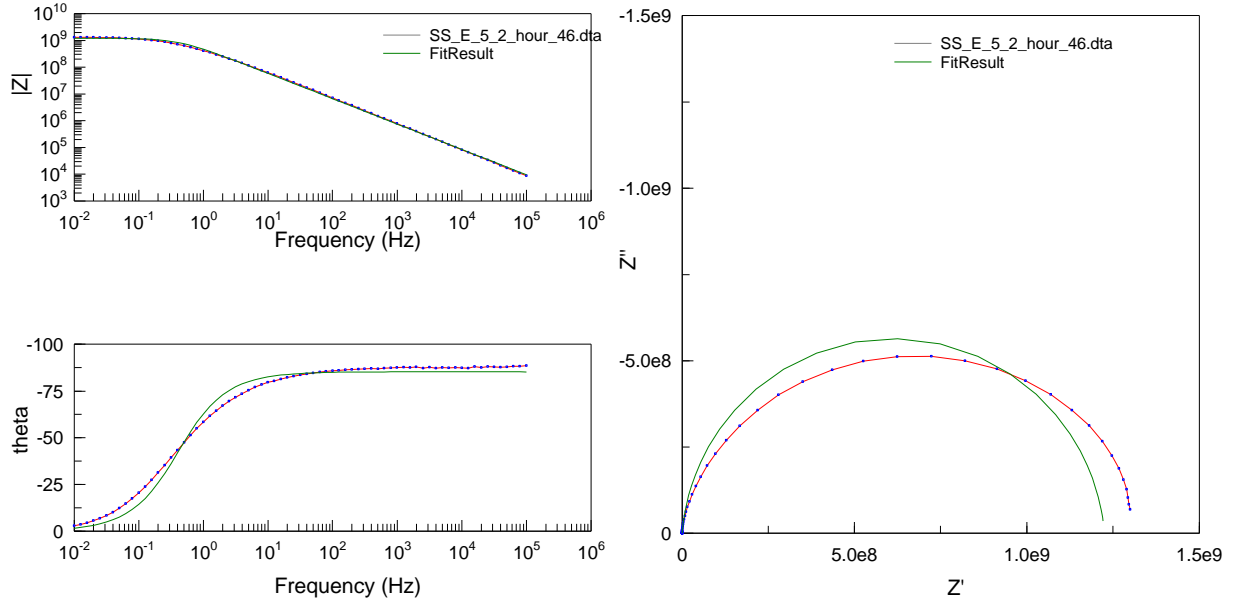 10^10
10^9
10^8
10^7
10^6
10^5
10^4
10^3
|Z|
SS_E_5_2_hour_46.dta
FitResult
10^-2 10^-1 10^0 10^1 10^2 10^3 10^4 10^5 10^6
Frequency (Hz)
-100
-75
-50
-25
0
theta
10^-2 10^-1 10^0 10^1 10^2 10^3 10^4 10^5 10^6
Frequency (Hz)
-1.5e9
-1.0e9
-5.0e8
0
Z''
SS_E_5_2_hour_46.dta
FitResult
0 5.0e8 1.0e9 1.5e9
Z'